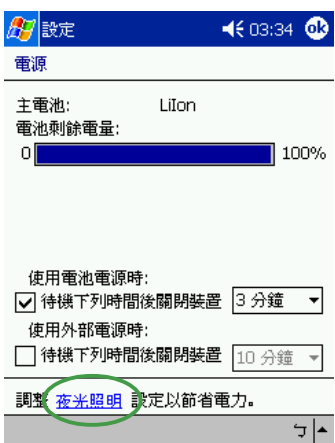 設定 03:34 ok
電源
主電池: LiIon
電池剩餘電量:
0 100%
使用電池電源時:
待機下列時間後關閉裝置 3 分鐘
使用外部電源時:
待機下列時間後關閉裝置 10 分鐘
調整 夜光照明 設定以節省電力。
ㄅ